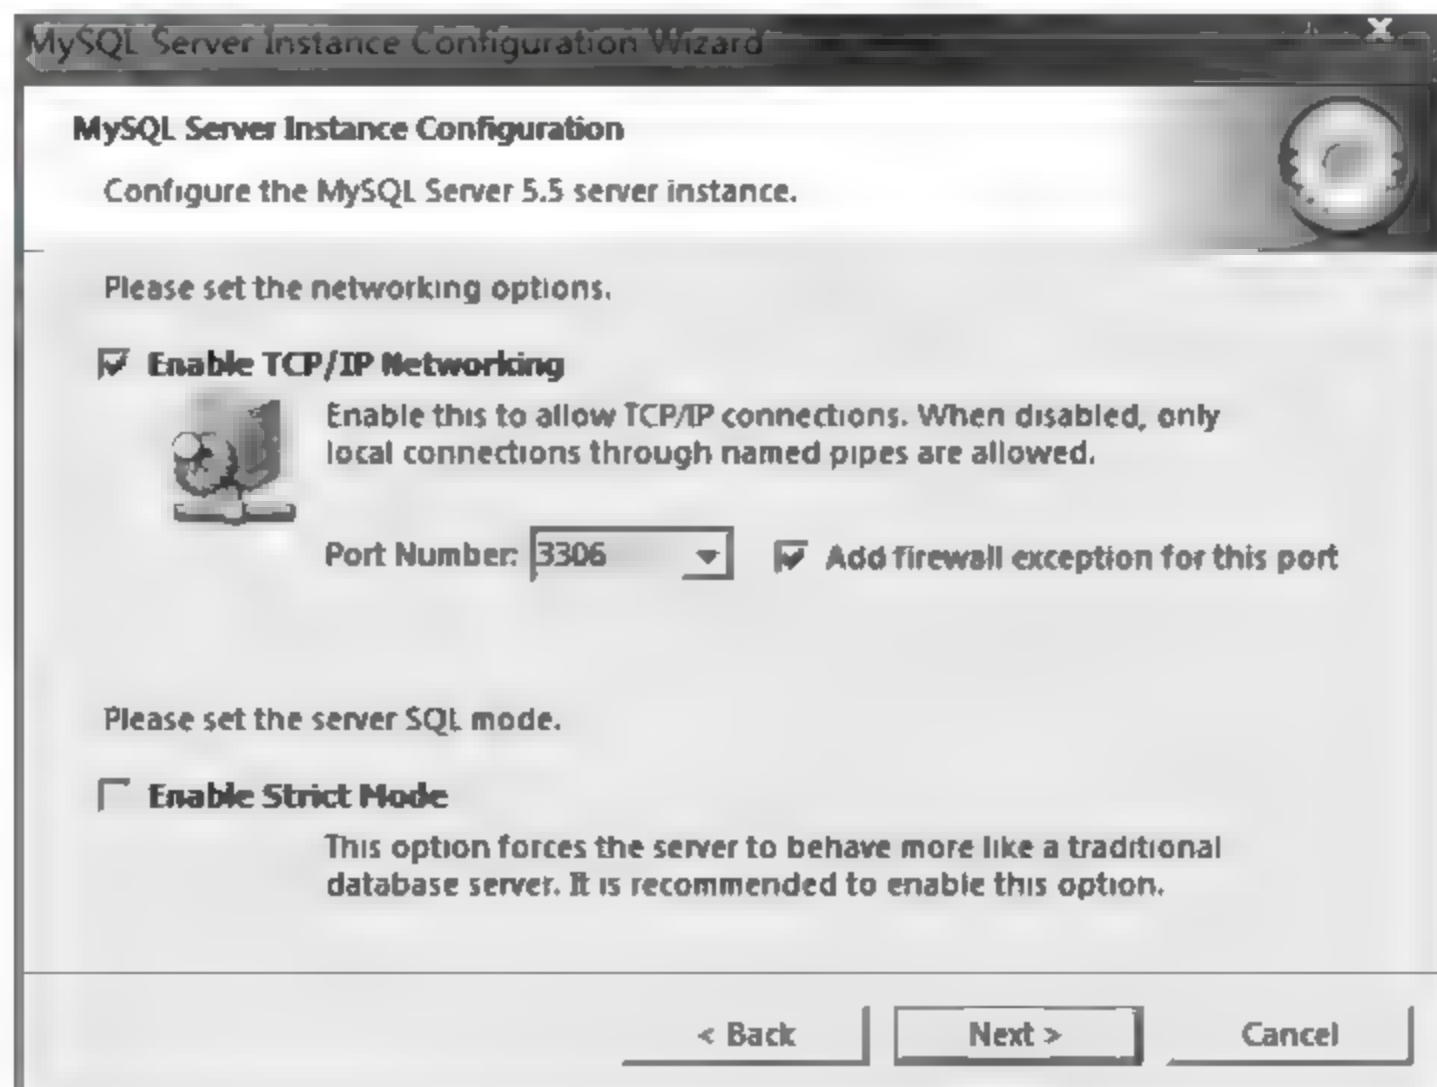 MySQL Server Instance Configuration Wizard
MySQL Server Instance Configuration
Configure the MySQL Server 5.5 server instance.
Please set the networking options.
Enable TCP/IP Networking
Enable this to allow TCP/IP connections. When disabled, only
local connections through named pipes are allowed.
Port Number: 3306 Add firewall exception for this port
Please set the server SQL mode.
Enable Strict Mode
This option forces the server to behave more like a traditional
database server. It is recommended to enable this option.
< Back Next > Cancel